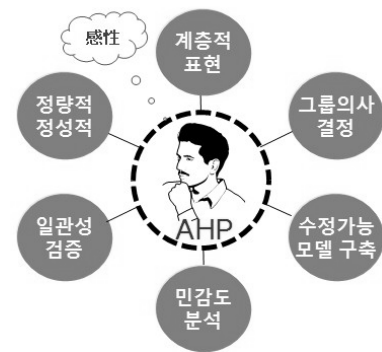 感性
계층적
표현
정량적
정성적
그룹의사
결정
AHP
일관성
검증
수정가능
모델 구축
민감도
분석